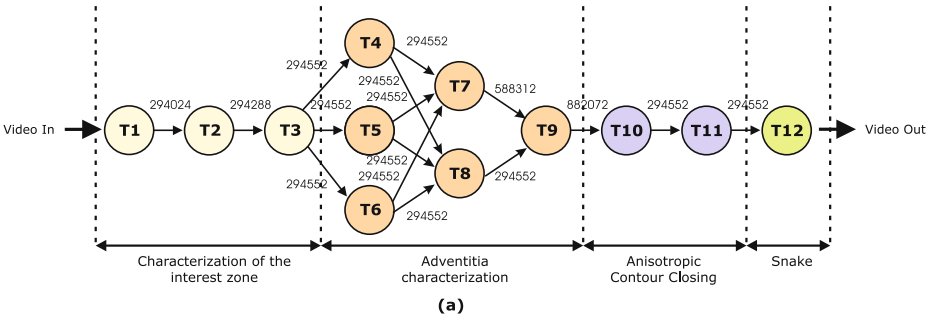 T4
294552
294552
T7
294552
588312
294024
294288
294552
294552
882072
294552
294552
Video In
T1
T2
T3
T5
T9
T10
T11
T12
Video Out
294552
T8
294552
294552
294552
T6
294552
Characterization of the
interest zone
Adventitia
characterization
Anisotropic
Contour Closing
Snake
(a)